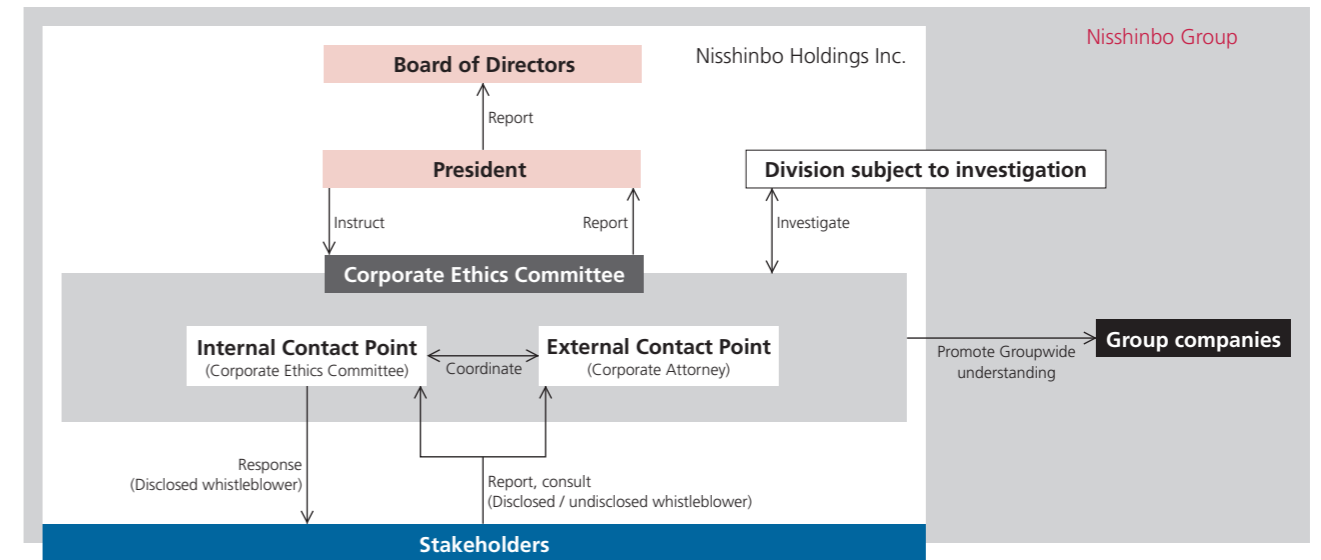 Nisshinbo Group
Nisshinbo Holdings Inc.
Board of Directors
Report
President
Division subject to investigation
Instruct
Report
Investigate
Corporate Ethics Committee
Internal Contact Point
(Corporate Ethics Committee)
Coordinate
External Contact Point
(Corporate Attorney)
Promote Groupwide
understanding
Group companies
Response
(Disclosed whistleblower)
Report, consult
(Disclosed / undisclosed whistleblower)
Stakeholders